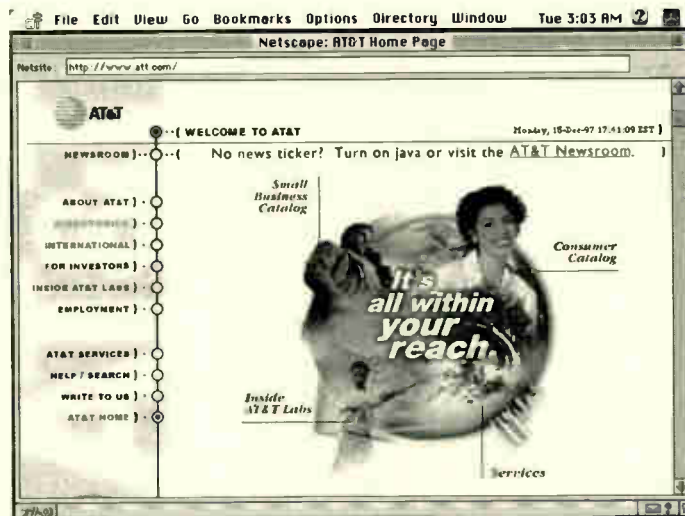 File Edit View Go Bookmarks Options Directory Window Tue 3:03 AM
Netscape: AT&T Home Page
Netsite: http://www.att.com/
AT&T
WELCOME TO AT&T
Monday, 15-Dec-97 17:41:09 EST
NEWSROOM
No news ticker? Turn on java or visit the AT&T Newsroom.
Small
Business
Catalog
ABOUT AT&T
DIRECTORIES
INTERNATIONAL
FOR INVESTORS
INSIDE AT&T LABS
EMPLOYMENT
Consumer
Catalog
It's
all within
your
reach.
AT&T SERVICES
HELP / SEARCH
WRITE TO US
AT&T HOME
Inside
AT&T Labs
Services